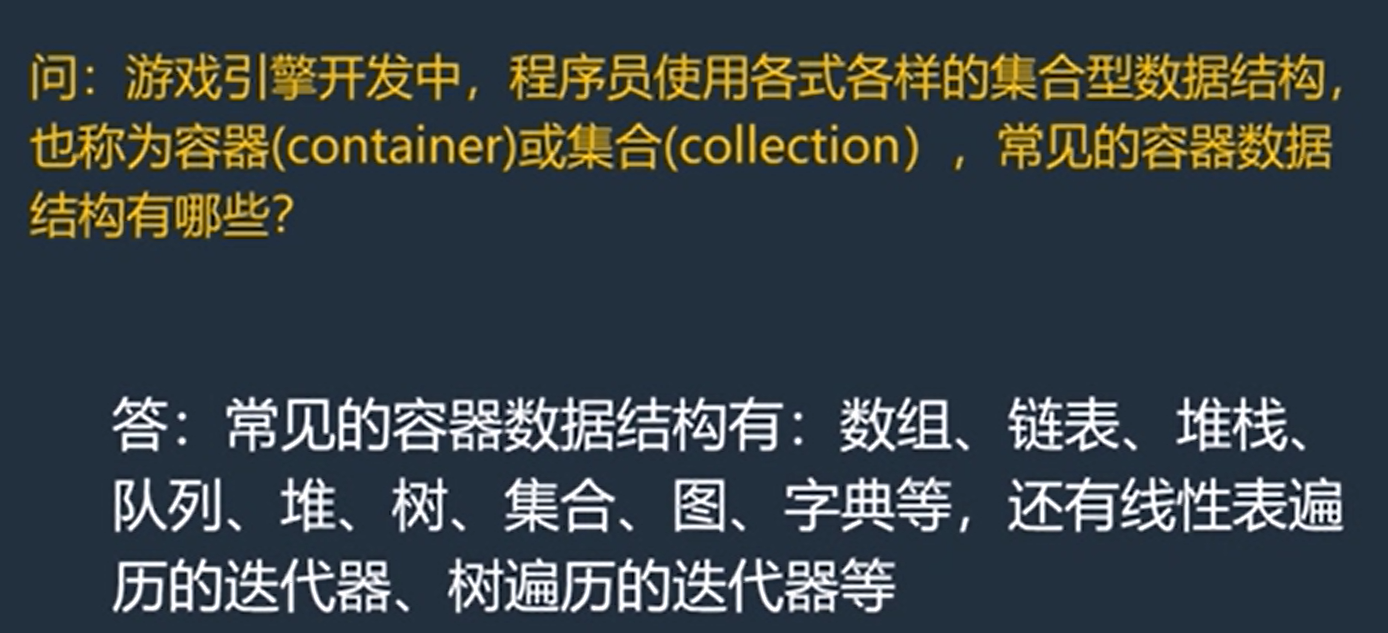 问：游戏引擎开发中，程序员使用各式各样的集合型数据结构，
也称为容器(container)或集合(collection），常见的容器数据
结构有哪些？
答：常见的容器数据结构有：数组、链表、堆栈、
队列、堆、树、集合、图、字典等，还有线性表遍
历的迭代器、树遍历的迭代器等